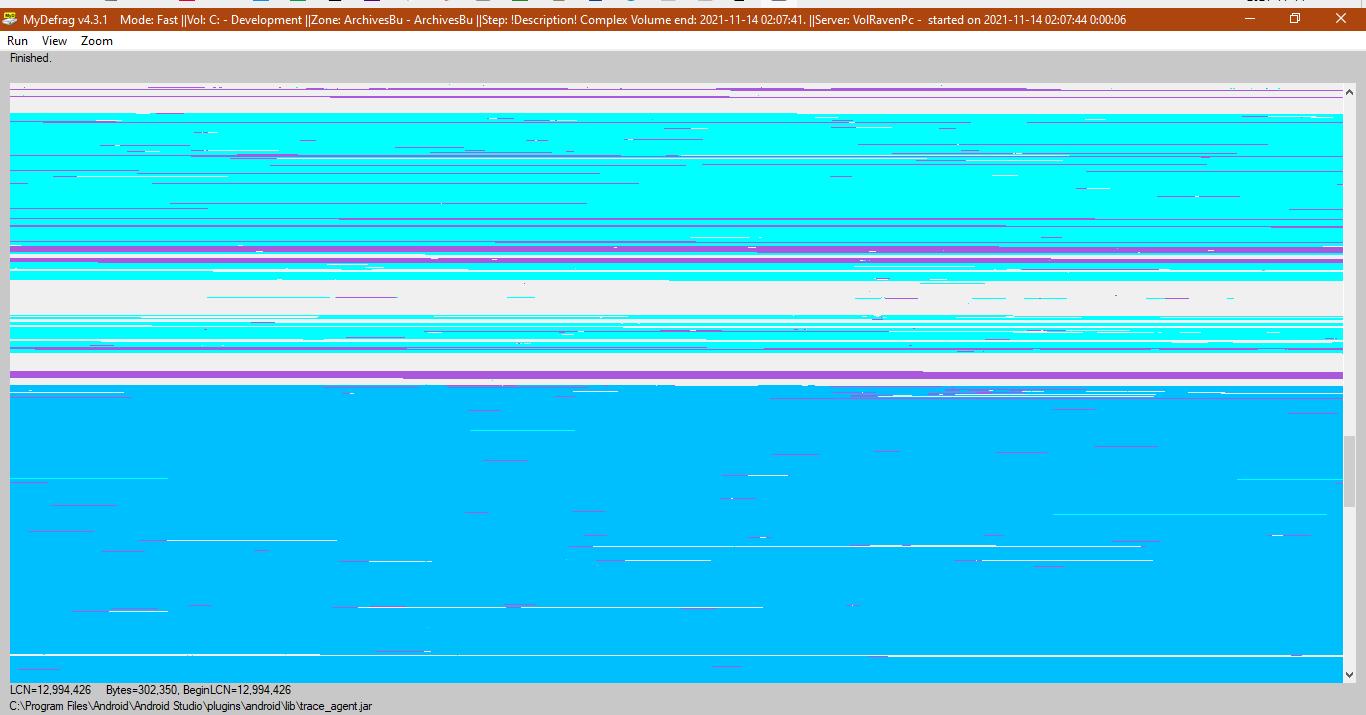 MyDefrag v4.3.1 Mode: Fast ||Vol: C: - Development ||Zone: ArchivesBu - ArchivesBu ||Step: !Description! Complex Volume end: 2021-11-14 02:07:41. ||Server: VolRavenPc - started on 2021-11-14 02:07:44 0:00:06
Run View Zoom
Finished.
LCN=12,994,426 Bytes=302,350, BeginLCN=12,994,426
C:\Program Files\Android\Android Studio\plugins\android\lib\trace_agent.jar